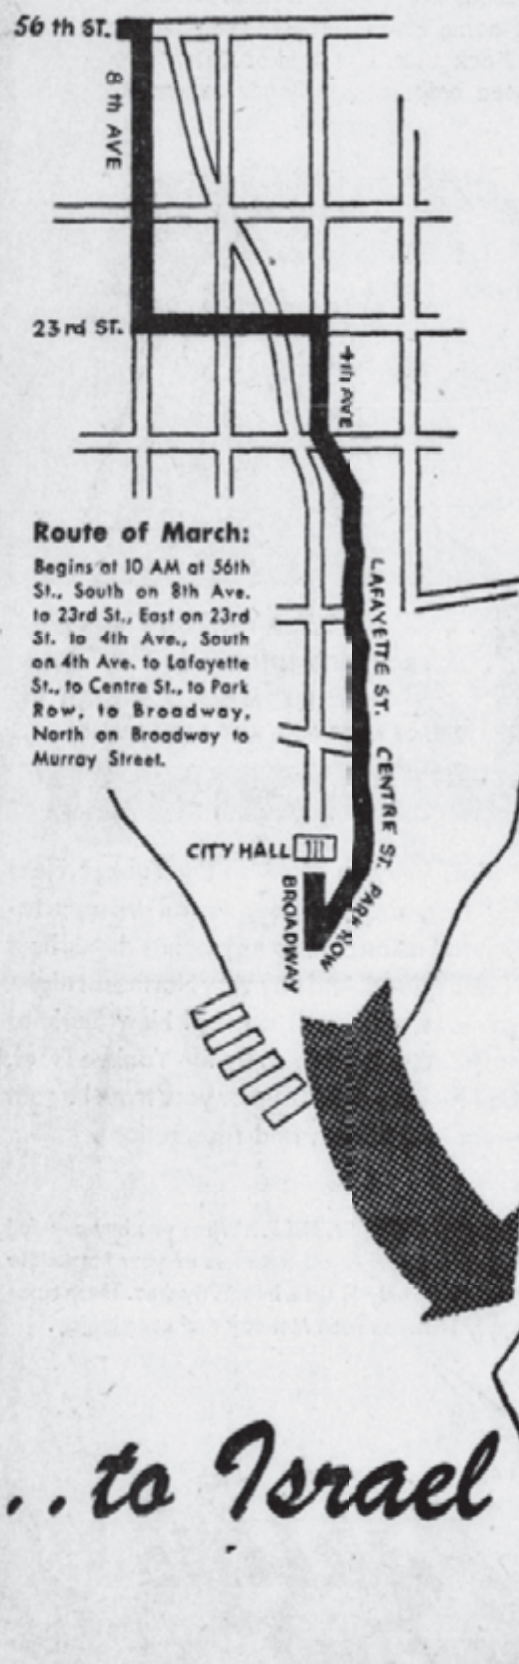 56 th ST.
8 th AVE
23 rd ST.
4th AVE
Route of March:
Begins at 10 AM at 56th
St., South on 8th Ave.
to 23rd St., East on 23rd
St. to 4th Ave., South
on 4th Ave. to Lafayette
St., to Centre St., to Park
Row, to Broadway,
North on Broadway to
Murray Street.
LAFAYETTE ST.
CENTRE ST.
CITY HALL
PARK ROW
BROADWAY
..to Israel